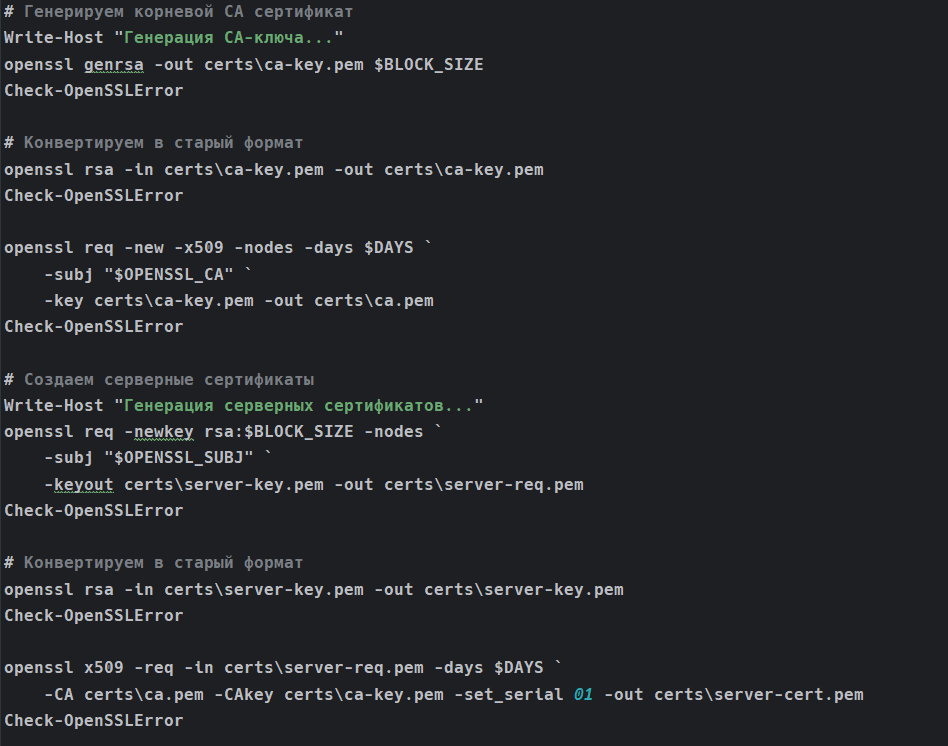 # Генерируем корневой CA сертификат
Write-Host "Генерация CA-ключа..."
openssl genrsa -out certs\ca-key.pem $BLOCK_SIZE
Check-OpenSSLError
# Конвертируем в старый формат
openssl rsa -in certs\ca-key.pem -out certs\ca-key.pem
Check-OpenSSLError
openssl req -new -x509 -nodes -days $DAYS `
-subj "$OPENSSL_CA" `
-key certs\ca-key.pem -out certs\ca.pem
Check-OpenSSLError
# Создаем серверные сертификаты
Write-Host "Генерация серверных сертификатов..."
openssl req -newkey rsa:$BLOCK_SIZE -nodes `
-subj "$OPENSSL_SUBJ" `
-keyout certs\server-key.pem -out certs\server-req.pem
Check-OpenSSLError
# Конвертируем в старый формат
openssl rsa -in certs\server-key.pem -out certs\server-key.pem
Check-OpenSSLError
openssl x509 -req -in certs\server-req.pem -days $DAYS `
-CA certs\ca.pem -CAkey certs\ca-key.pem -set_serial 01 -out certs\server-cert.pem
Check-OpenSSLError